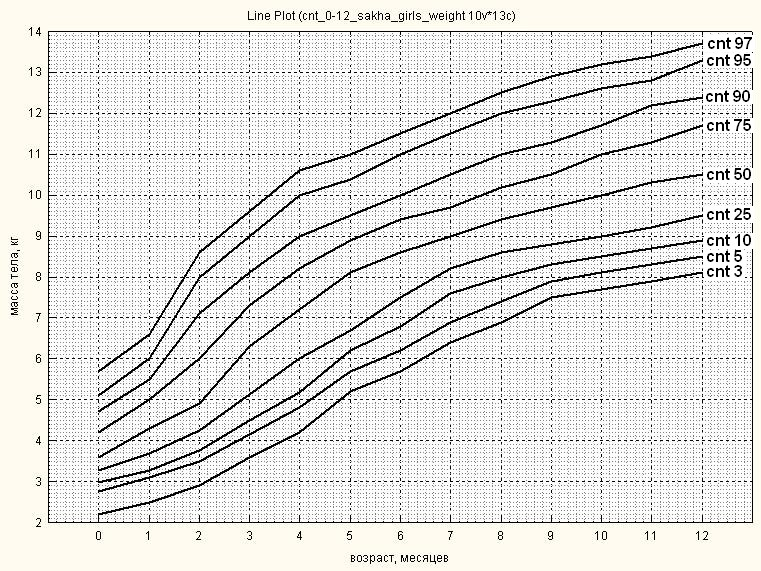 Line Plot (cnt_0-12_sakha_girls_weight 10v*13c)
14
13
12
11
10
9
8
7
6
5
4
3
2
масса тела, кг
cnt 97
cnt 95
cnt 90
cnt 75
cnt 50
cnt 25
cnt 10
cnt 5
cnt 3
0 1 2 3 4 5 6 7 8 9 10 11 12
возраст, месяцев